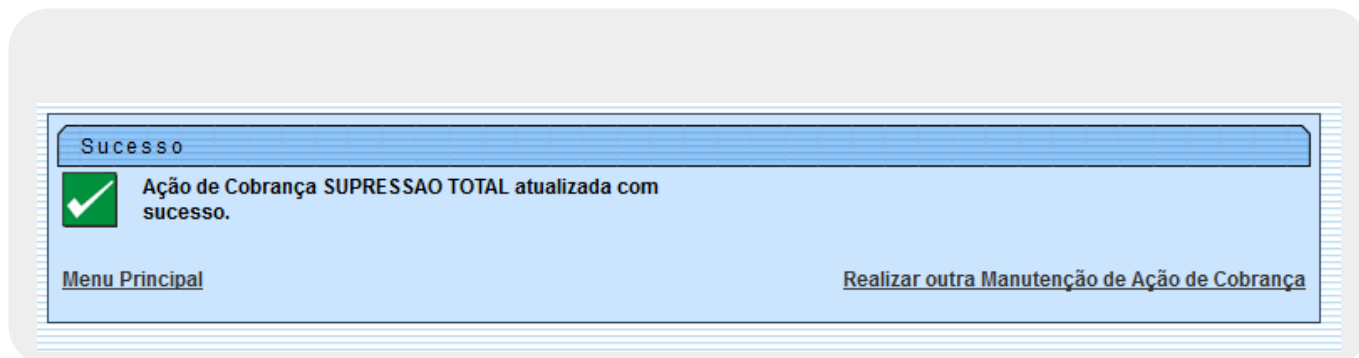 Sucesso
Ação de Cobrança SUPRESSAO TOTAL atualizada com
sucesso.
Menu Principal
Realizar outra Manutenção de Ação de Cobrança